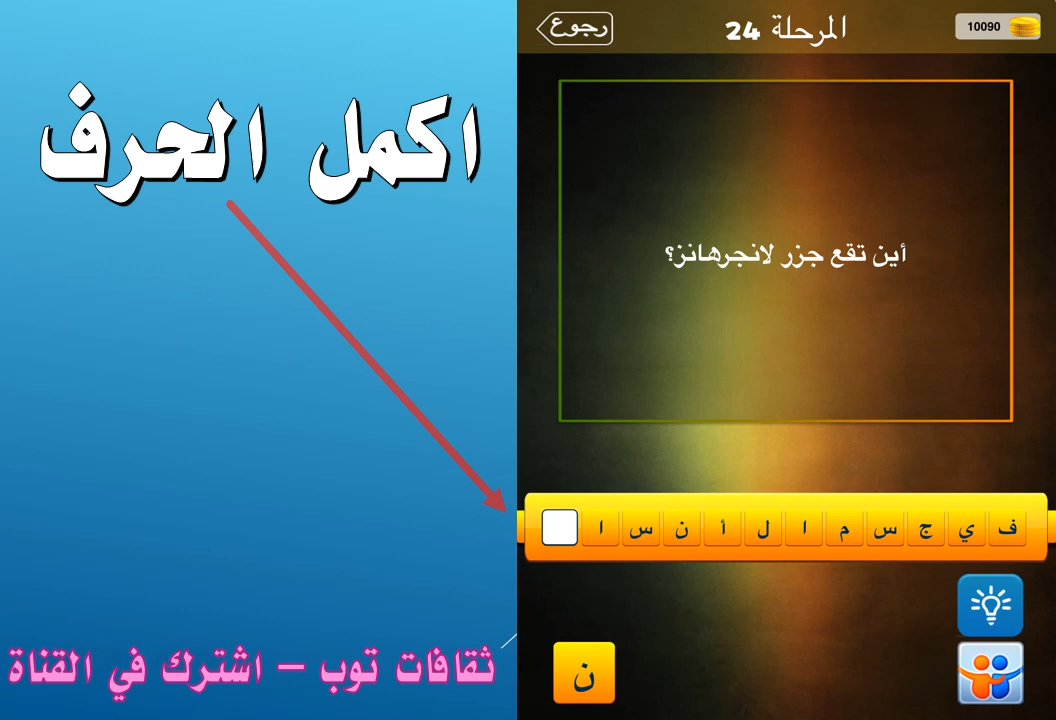 اكمل الحرف
ثقافات توب – اشترك في القناة
رجوع
المرحلة 24
10090
أين تقع جزر لانجرهانز؟
ف ي ج س م ا ل أ ن س ا
ن